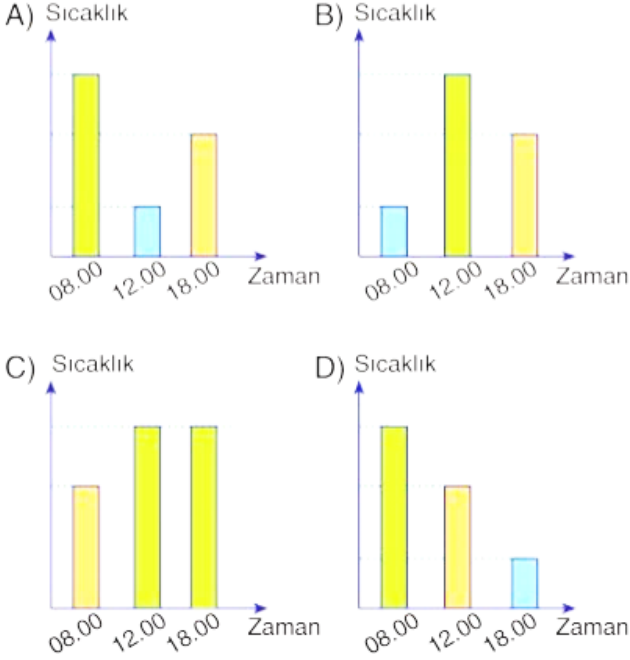 A) Sıcaklık
08.00 12.00 18.00 Zaman
B) Sıcaklık
08.00 12.00 18.00 Zaman
C) Sıcaklık
08.00 12.00 18.00 Zaman
D) Sıcaklık
08.00 12.00 18.00 Zaman